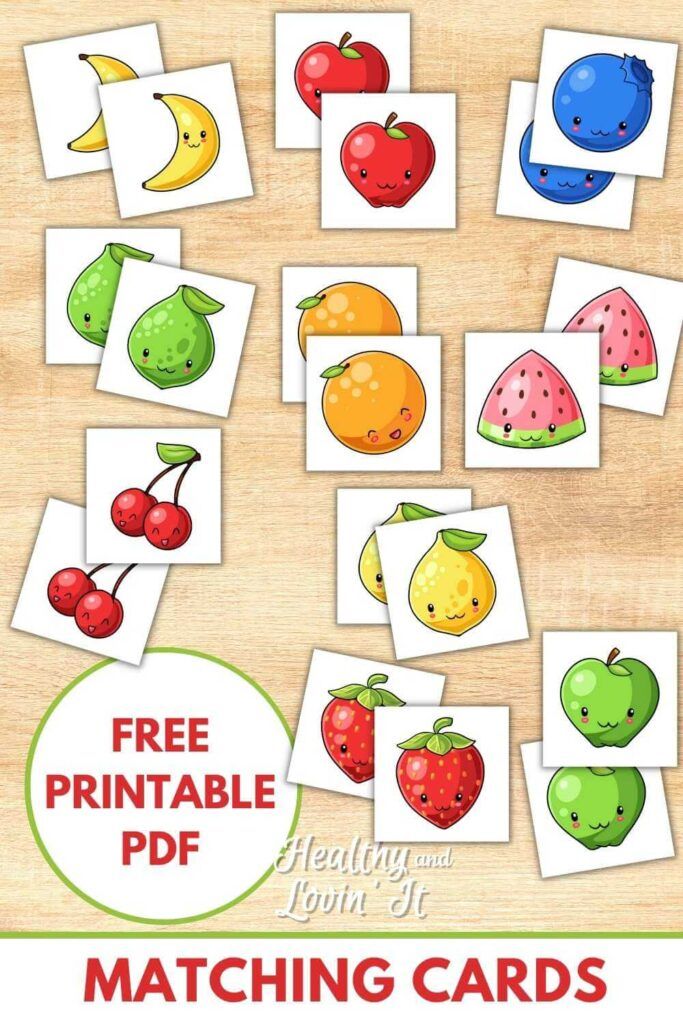 FREE
PRINTABLE
PDF
Healthy and
Lovin' It
MATCHING CARDS